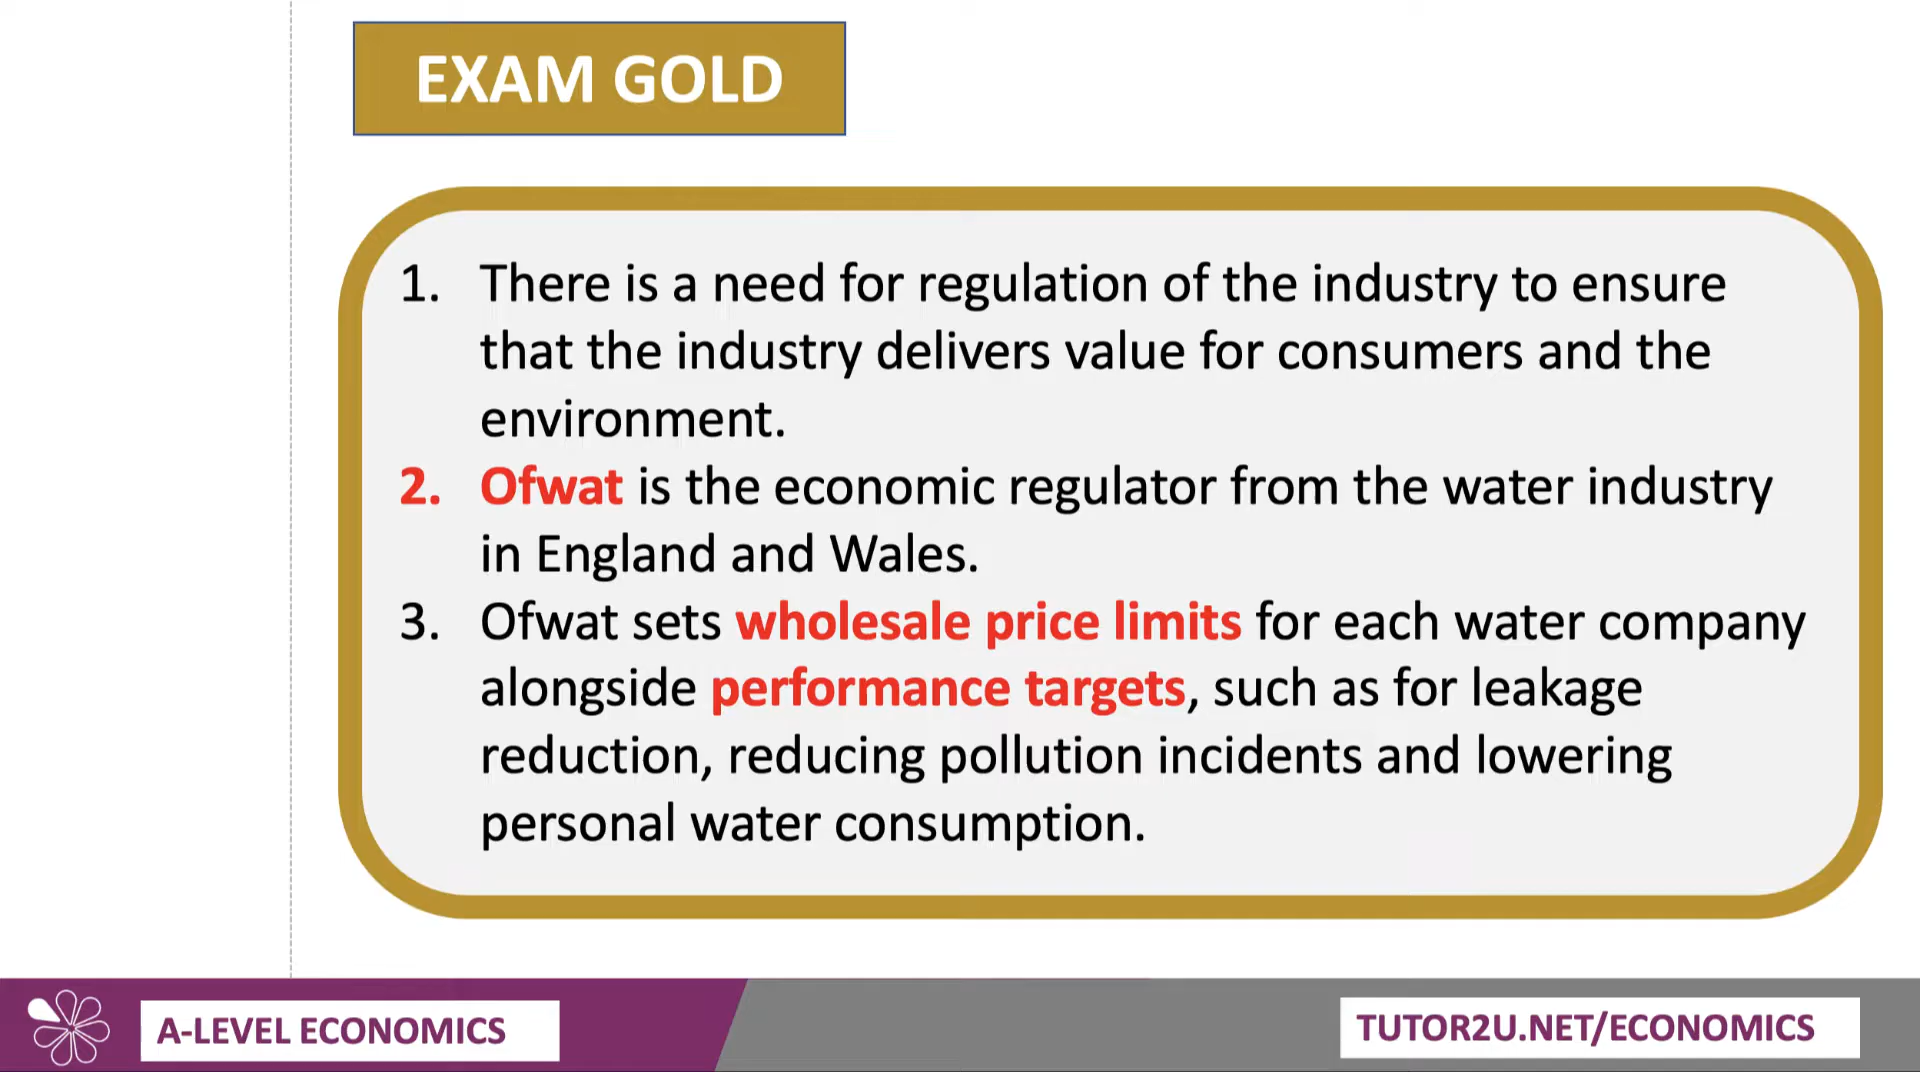 EXAM GOLD
1. There is a need for regulation of the industry to ensure
that the industry delivers value for consumers and the
environment.
2. Ofwat is the economic regulator from the water industry
in England and Wales.
3. Ofwat sets wholesale price limits for each water company
alongside performance targets, such as for leakage
reduction, reducing pollution incidents and lowering
personal water consumption.
A-LEVEL ECONOMICS
TUTOR2U.NET/ECONOMICS